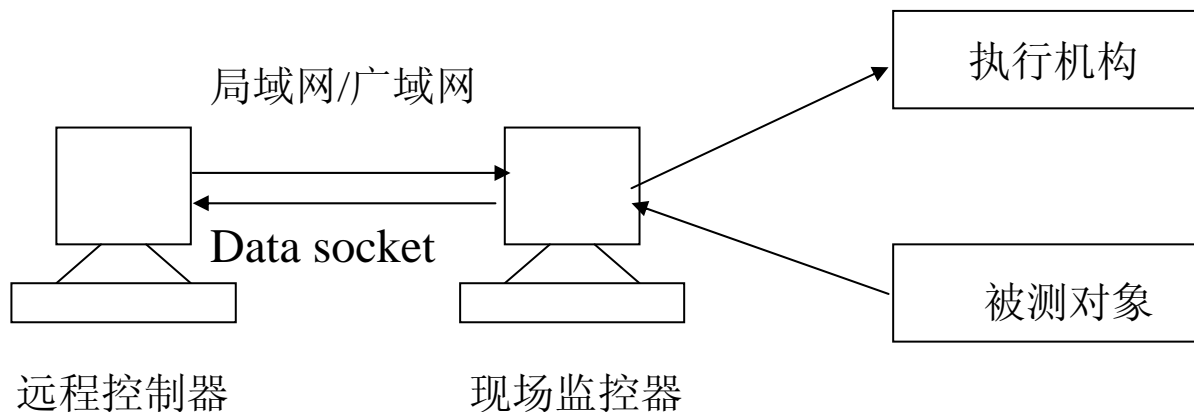 执行机构
局域网/广域网
Data socket
被测对象
远程控制器
现场监控器